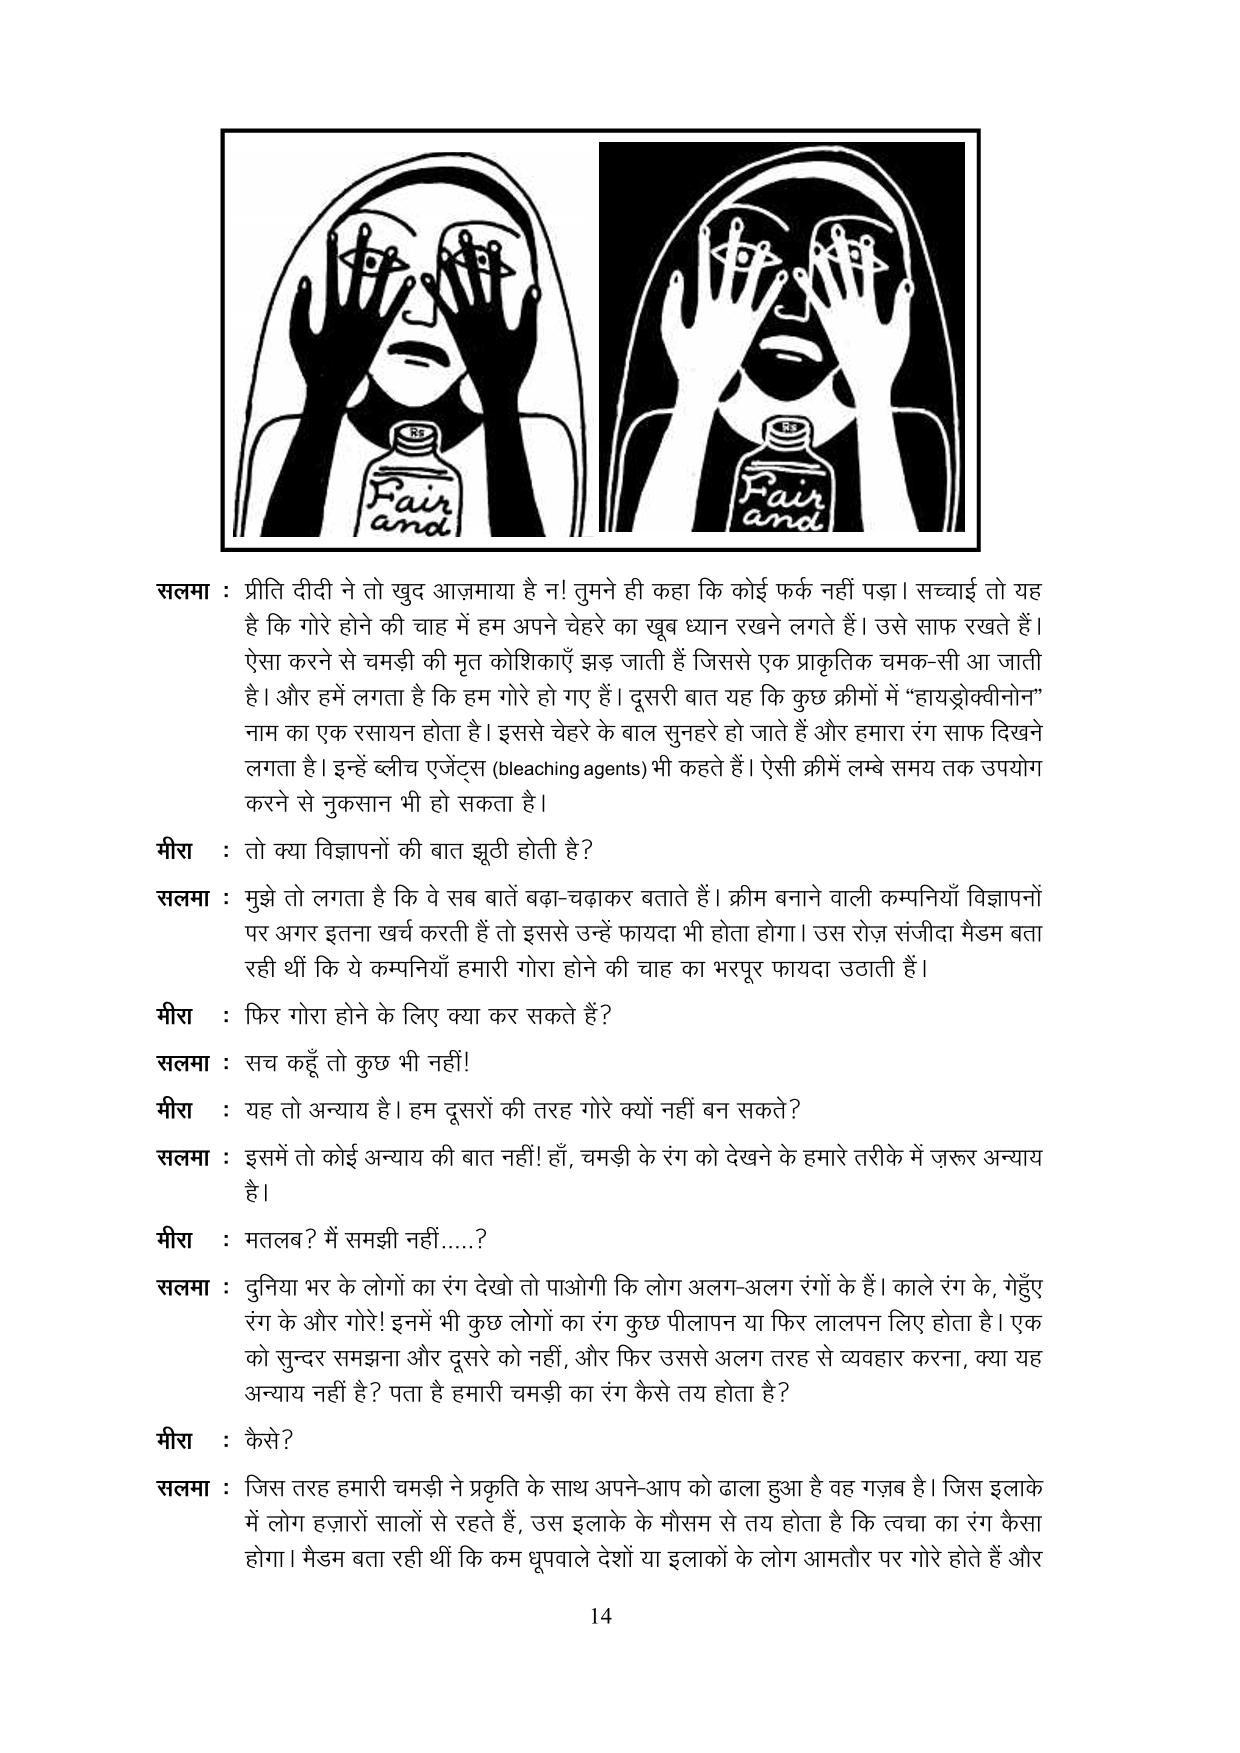 Rs
Fair
and
Rs
Fair
and
सलमा : प्रीति दीदी ने तो खुद आज़माया है न! तुमने ही कहा कि कोई फर्क नहीं पड़ा। सच्चाई तो यह
है कि गोरे होने की चाह में हम अपने चेहरे का खूब ध्यान रखने लगते हैं। उसे साफ रखते हैं।
ऐसा करने से चमड़ी की मृत कोशिकाएँ झड़ जाती हैं जिससे एक प्राकृतिक चमक-सी आ जाती
है। और हमें लगता है कि हम गोरे हो गए हैं। दूसरी बात यह कि कुछ क्रीमों में “हायड्रोक्वीनोन”
नाम का एक रसायन होता है। इससे चेहरे के बाल सुनहरे हो जाते हैं और हमारा रंग साफ दिखने
लगता है। इन्हें ब्लीच एजेंट्स (bleaching agents) भी कहते हैं। ऐसी क्रीमें लम्बे समय तक उपयोग
करने से नुकसान भी हो सकता है।
मीरा : तो क्या विज्ञापनों की बात झूठी होती है?
सलमा : मुझे तो लगता है कि वे सब बातें बढ़ा-चढ़ाकर बताते हैं। क्रीम बनाने वाली कम्पनियाँ विज्ञापनों
पर अगर इतना खर्च करती हैं तो इससे उन्हें फायदा भी होता होगा। उस रोज़ संजीदा मैडम बता
रही थीं कि ये कम्पनियाँ हमारी गोरा होने की चाह का भरपूर फायदा उठाती हैं।
मीरा : फिर गोरा होने के लिए क्या कर सकते हैं?
सलमा : सच कहूँ तो कुछ भी नहीं!
मीरा : यह तो अन्याय है। हम दूसरों की तरह गोरे क्यों नहीं बन सकते?
सलमा : इसमें तो कोई अन्याय की बात नहीं! हाँ, चमड़ी के रंग को देखने के हमारे तरीके में ज़रूर अन्याय
है।
मीरा : मतलब? मैं समझी नहीं.....?
सलमा : दुनिया भर के लोगों का रंग देखो तो पाओगी कि लोग अलग-अलग रंगों के हैं। काले रंग के, गेहुँए
रंग के और गोरे! इनमें भी कुछ लोगों का रंग कुछ पीलापन या फिर लालपन लिए होता है। एक
को सुन्दर समझना और दूसरे को नहीं, और फिर उससे अलग तरह से व्यवहार करना, क्या यह
अन्याय नहीं है? पता है हमारी चमड़ी का रंग कैसे तय होता है?
मीरा : कैसे?
सलमा : जिस तरह हमारी चमड़ी ने प्रकृति के साथ अपने-आप को ढाला हुआ है वह गज़ब है। जिस इलाके
में लोग हज़ारों सालों से रहते हैं, उस इलाके के मौसम से तय होता है कि त्वचा का रंग कैसा
होगा। मैडम बता रही थीं कि कम धूपवाले देशों या इलाकों के लोग आमतौर पर गोरे होते हैं और
14